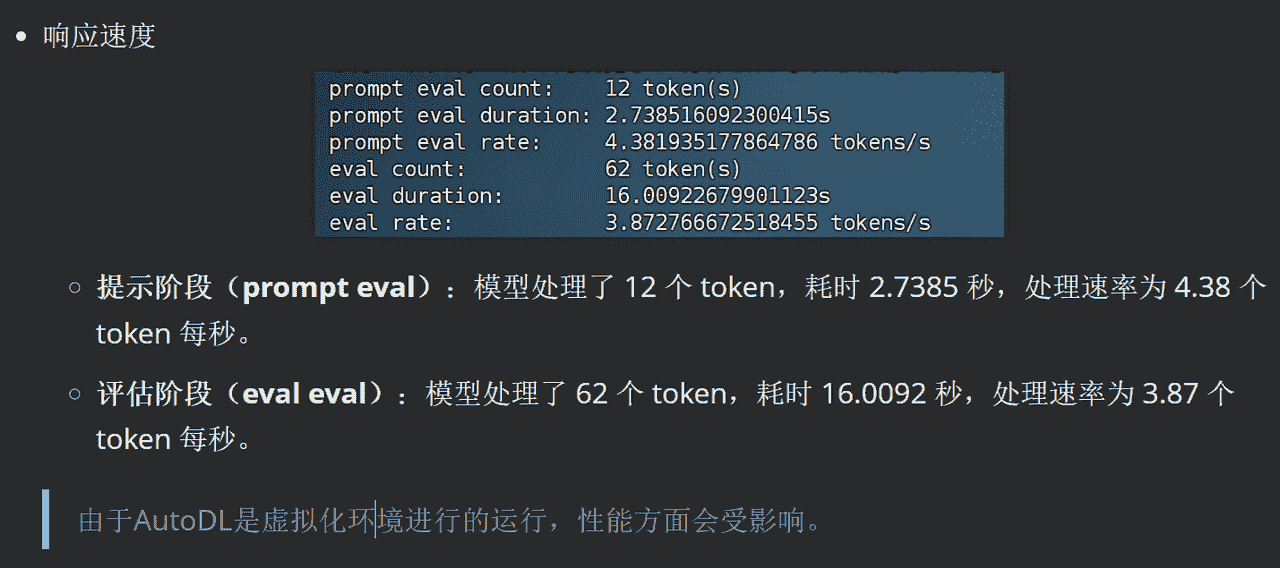 响应速度
prompt eval count: 12 token(s)
prompt eval duration: 2.738516092300415s
prompt eval rate: 4.381935177864786 tokens/s
eval count: 62 token(s)
eval duration: 16.00922679901123s
eval rate: 3.872766672518455 tokens/s
提示阶段（prompt eval）：模型处理了 12 个 token，耗时 2.7385 秒，处理速率为 4.38 个
token 每秒。
评估阶段（eval eval）：模型处理了 62 个 token，耗时 16.0092 秒，处理速率为 3.87 个
token 每秒。
由于AutoDL是虚拟化环境进行的运行，性能方面会受影响。